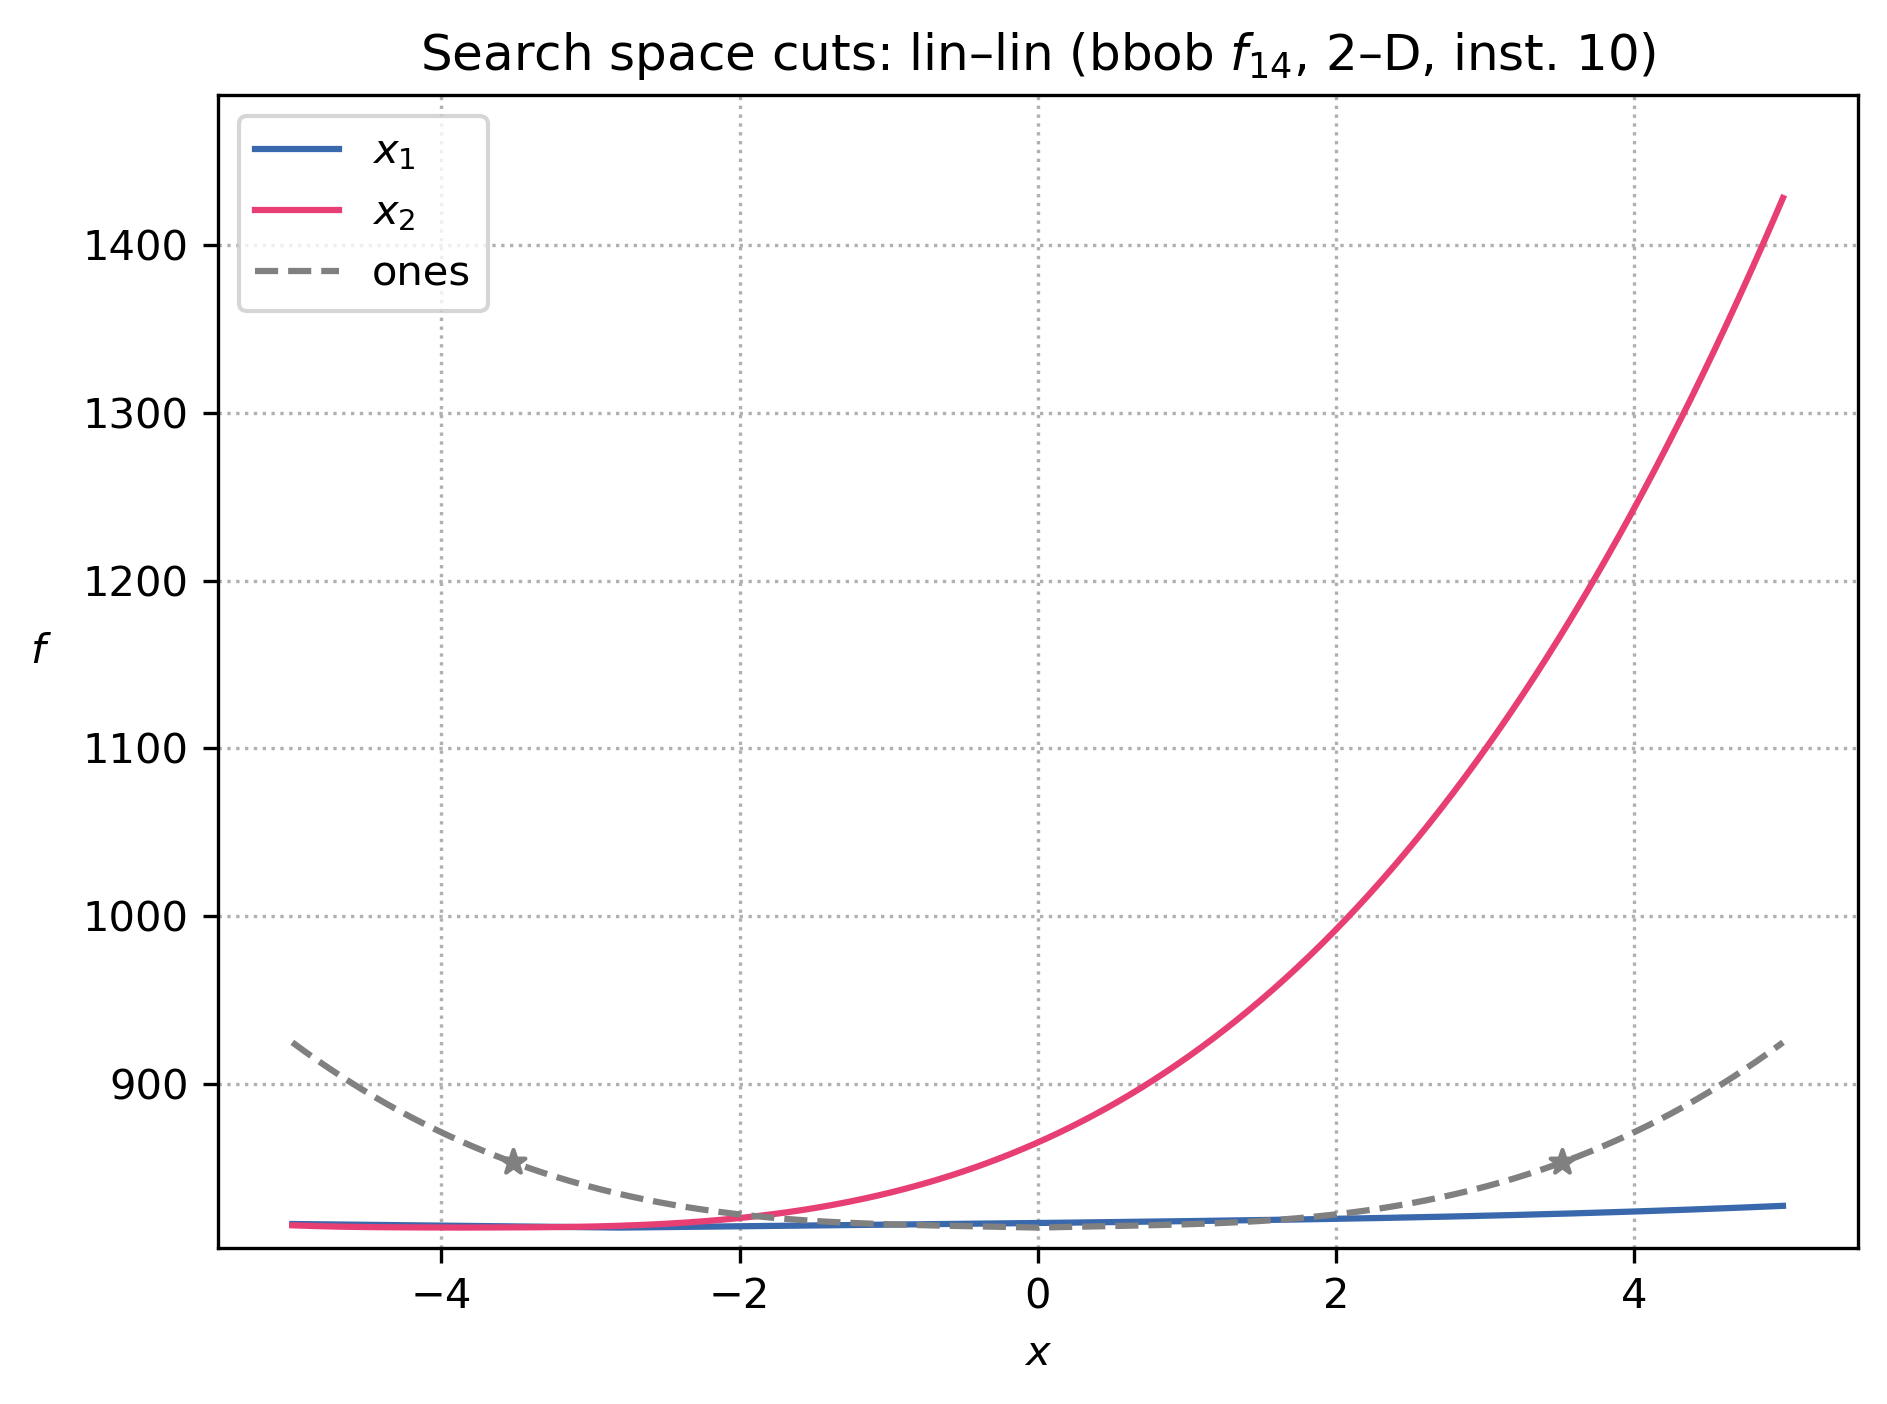 Search space cuts: lin–lin (bbob f₁₄, 2–D, inst. 10)
x₁
x₂
ones
1400
1300
1200
1100
1000
900
f
−4 −2 0 2 4
x